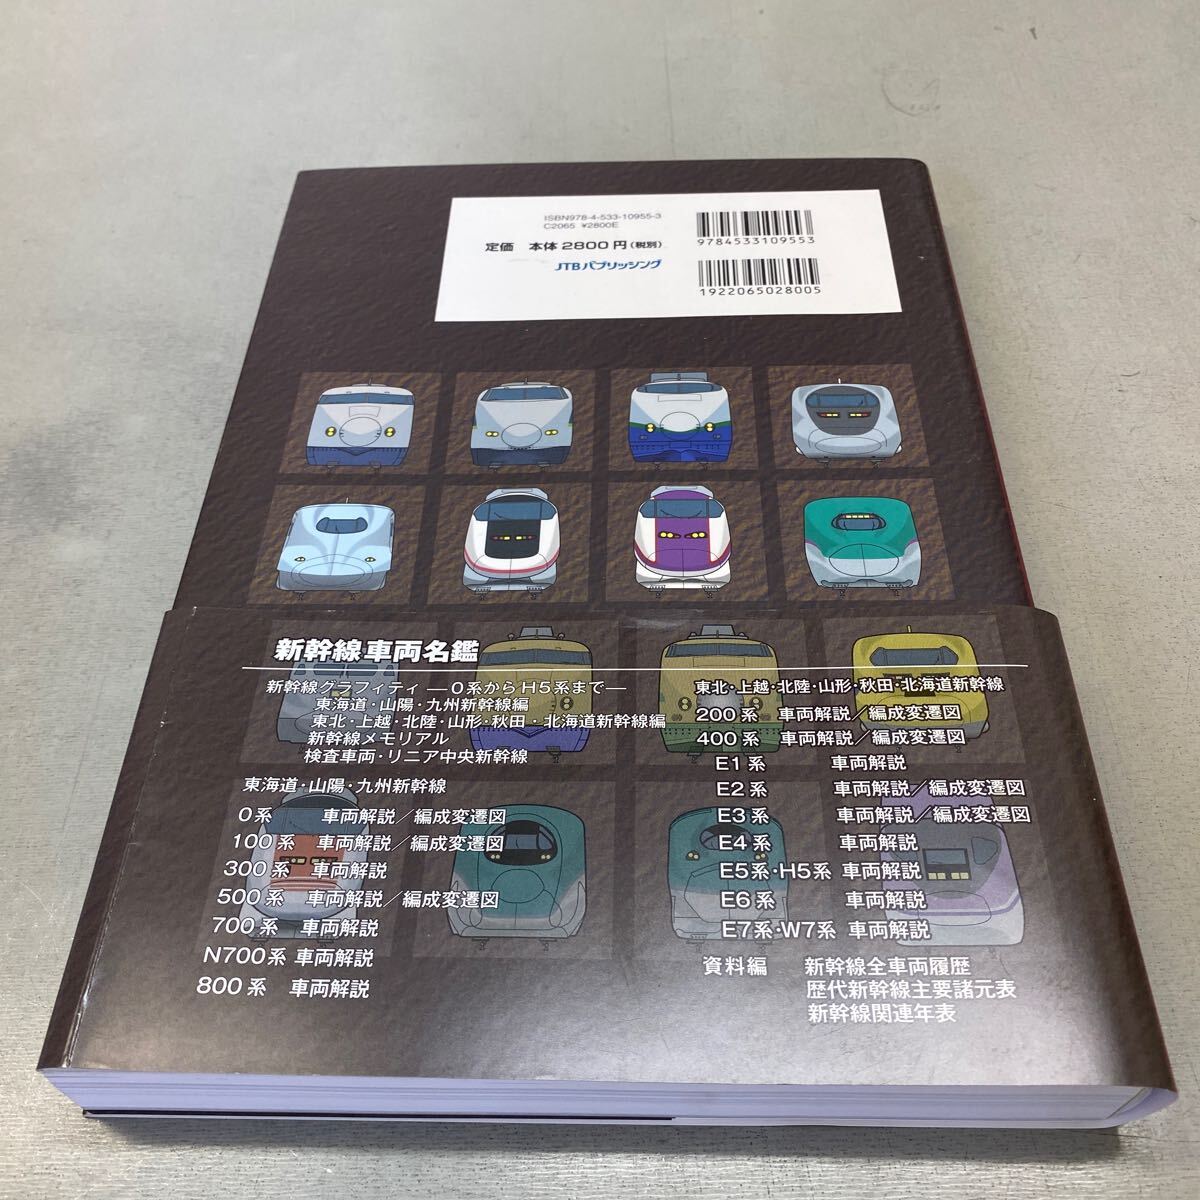 ISBN978-4-533-10955-3
C2065 ¥2800E
定価 本体2800円(税別)
JTBパブリッシング
9784533109553
1922065028005
新幹線車両名鑑
新幹線グラフィティ ―0系からH5系まで―
東海道・山陽・九州新幹線編
東北・上越・北陸・山形・秋田・北海道新幹線編
新幹線メモリアル
検査車両・リニア中央新幹線
東海道・山陽・九州新幹線
0系 車両解説/編成変遷図
100系 車両解説/編成変遷図
300系 車両解説
500系 車両解説/編成変遷図
700系 車両解説
N700系 車両解説
800系 車両解説
東北・上越・北陸・山形・秋田・北海道新幹線
200系 車両解説/編成変遷図
400系 車両解説/編成変遷図
E1系 車両解説
E2系 車両解説/編成変遷図
E3系 車両解説/編成変遷図
E4系 車両解説
E5系・H5系 車両解説
E6系 車両解説
E7系・W7系 車両解説
資料編 新幹線全車両履歴
歴代新幹線主要諸元表
新幹線関連年表